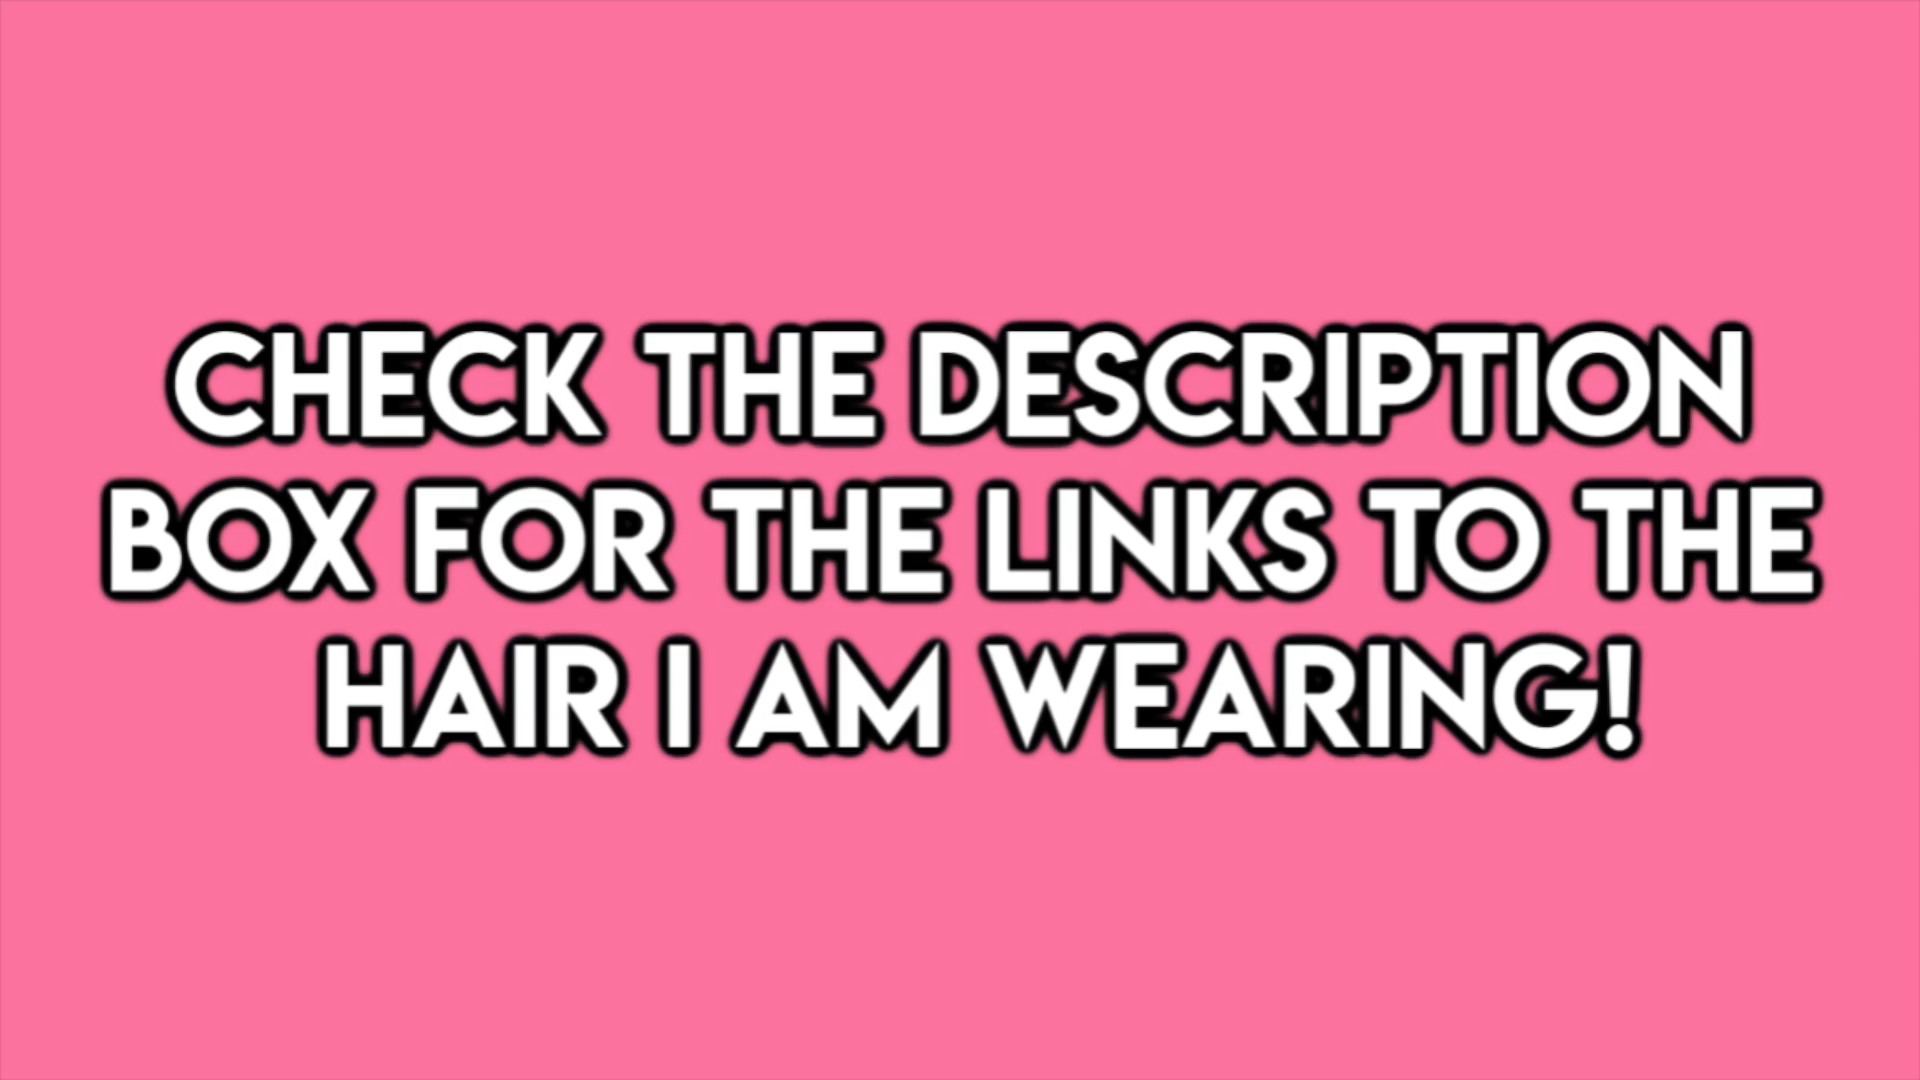 CHECK THE DESCRIPTION
BOX FOR THE LINKS TO THE
HAIR I AM WEARING!